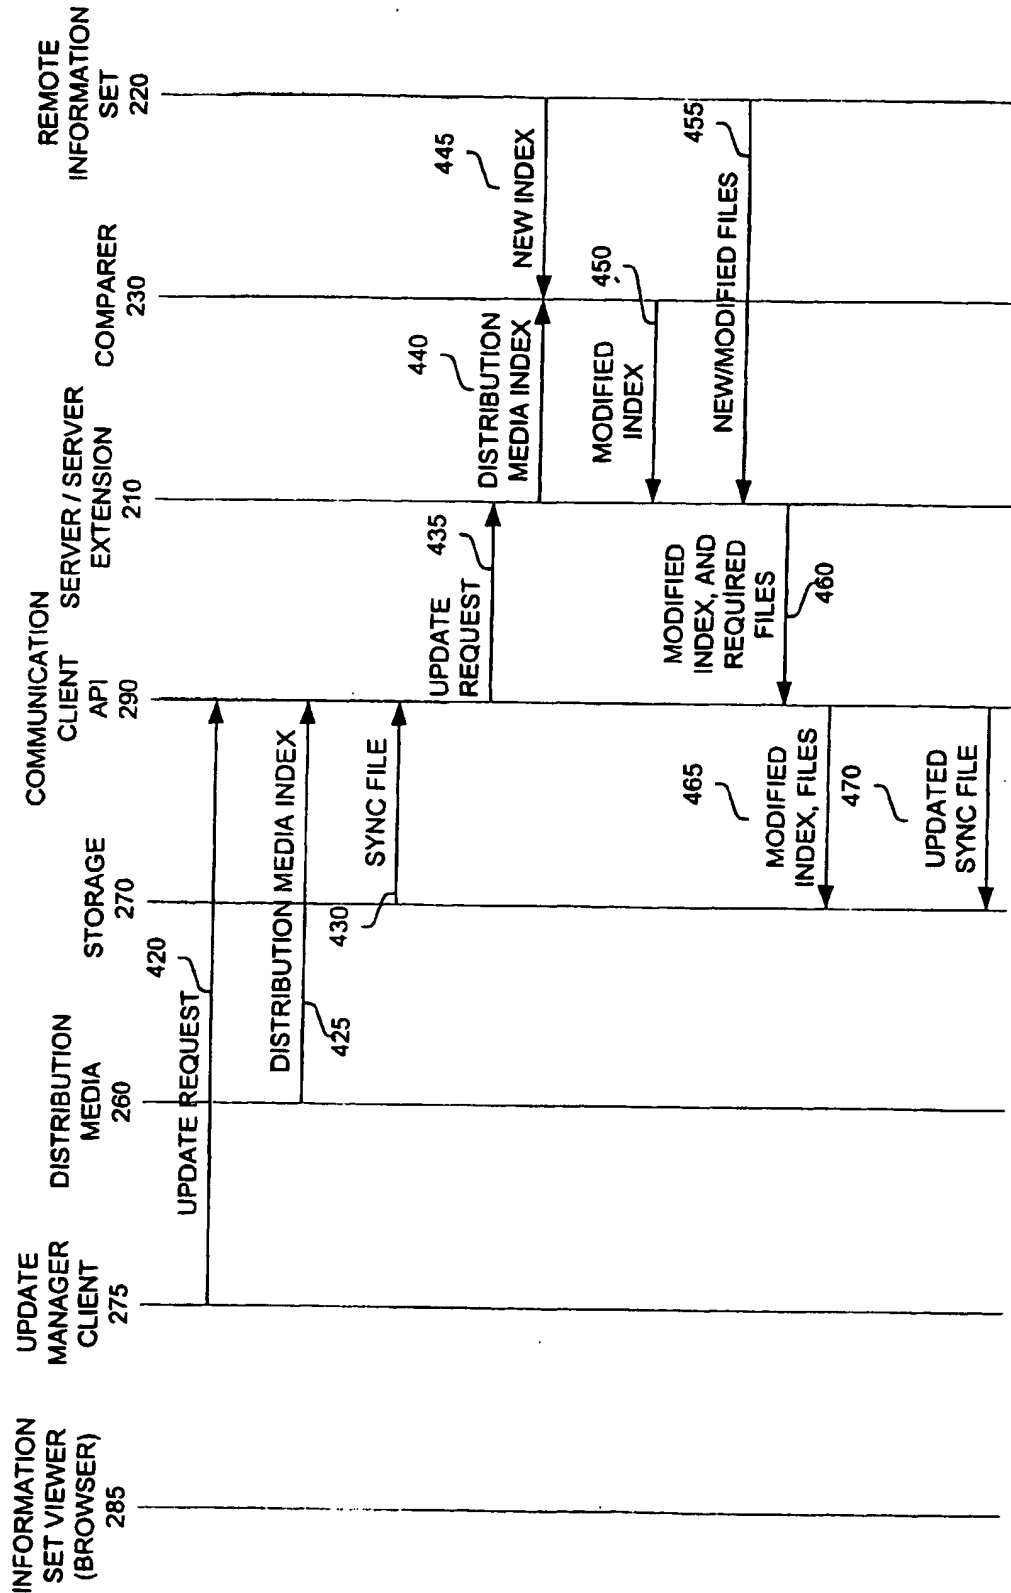 INFORMATION
SET VIEWER
(BROWSER)
285
UPDATE
MANAGER
CLIENT
275
DISTRIBUTION
MEDIA
260
STORAGE
270
COMMUNICATION
CLIENT
API
290
SERVER / SERVER
EXTENSION
210
COMPARER
230
REMOTE
INFORMATION
SET
220
UPDATE REQUEST
420
DISTRIBUTION MEDIA INDEX
425
SYNC FILE
430
UPDATE
REQUEST
435
DISTRIBUTION
MEDIA INDEX
440
NEW INDEX
445
MODIFIED
INDEX
450
NEW/MODIFIED FILES
455
MODIFIED
INDEX, AND
REQUIRED
FILES
460
MODIFIED
INDEX, FILES
465
UPDATED
SYNC FILE
470